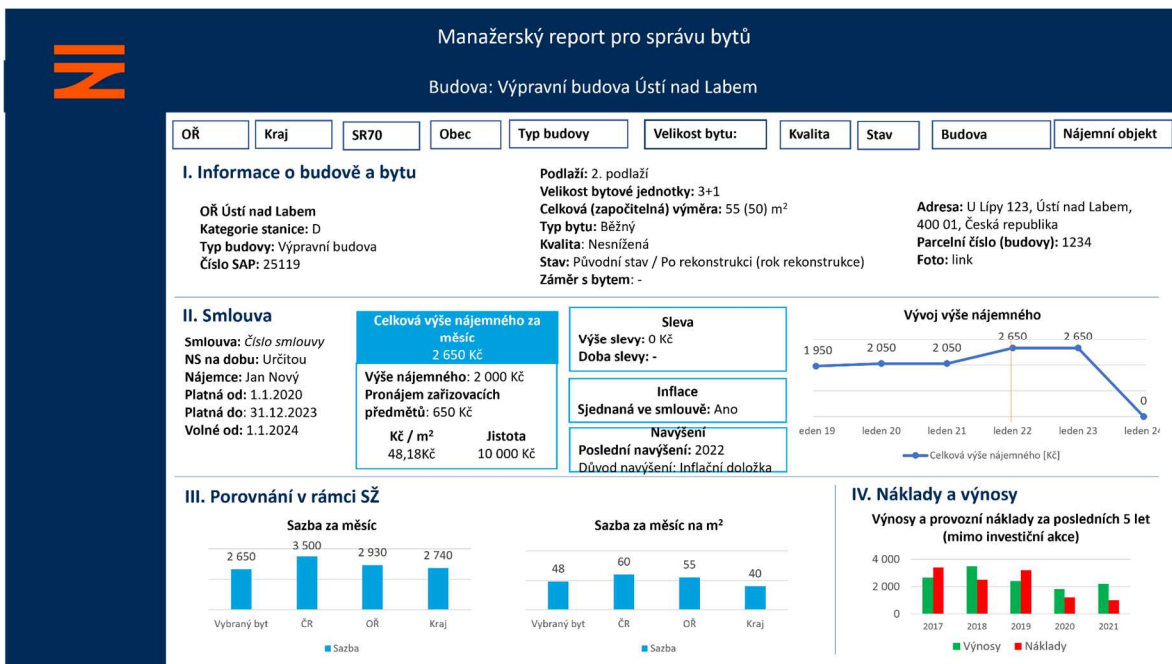 Manažerský report pro správu bytů
Budova: Výpravní budova Ústí nad Labem
OŘ
Kraj
SR70
Obec
Typ budovy
Velikost bytu:
Kvalita
Stav
Budova
Nájemní objekt
I. Informace o budově a bytu
OŘ Ústí nad Labem
Kategorie stanice: D
Typ budovy: Výpravní budova
Číslo SAP: 25119
Podlaží: 2. podlaží
Velikost bytové jednotky: 3+1
Celková (započitelná) výměra: 55 (50) m²
Typ bytu: Běžný
Kvalita: Nesnížená
Stav: Původní stav / Po rekonstrukci (rok rekonstrukce)
Záměr s bytem: -
Adresa: U Lípy 123, Ústí nad Labem,
400 01, Česká republika
Parcelní číslo (budovy): 1234
Foto: link
II. Smlouva
Smlouva: Číslo smlouvy
NS na dobu: Určitou
Nájemce: Jan Nový
Platná od: 1.1.2020
Platná do: 31.12.2023
Volné od: 1.1.2024
Celková výše nájemného za
měsíc
2 650 Kč
Výše nájemného: 2 000 Kč
Pronájem zařizovacích
předmětů: 650 Kč
Kč / m² Jistota
48,18Kč 10 000 Kč
Sleva
Výše slevy: 0 Kč
Doba slevy: -
Inflace
Sjednaná ve smlouvě: Ano
Navýšení
Poslední navýšení: 2022
Důvod navýšení: Inflační doložka
Vývoj výše nájemného
1 950 2 050 2 050 2 650 2 650 0
eden 19 leden 20 leden 21 leden 22 leden 23 leden 24
Celková výše nájemného [Kč]
III. Porovnání v rámci SŽ
Sazba za měsíc
2 650 3 500 2 930 2 740
Vybraný byt ČR OŘ Kraj
Sazba
Sazba za měsíc na m²
48 60 55 40
Vybraný byt ČR OŘ Kraj
Sazba
IV. Náklady a výnosy
Výnosy a provozní náklady za posledních 5 let
(mimo investiční akce)
4 000
2 000
0
2017 2018 2019 2020 2021
Výnosy Náklady